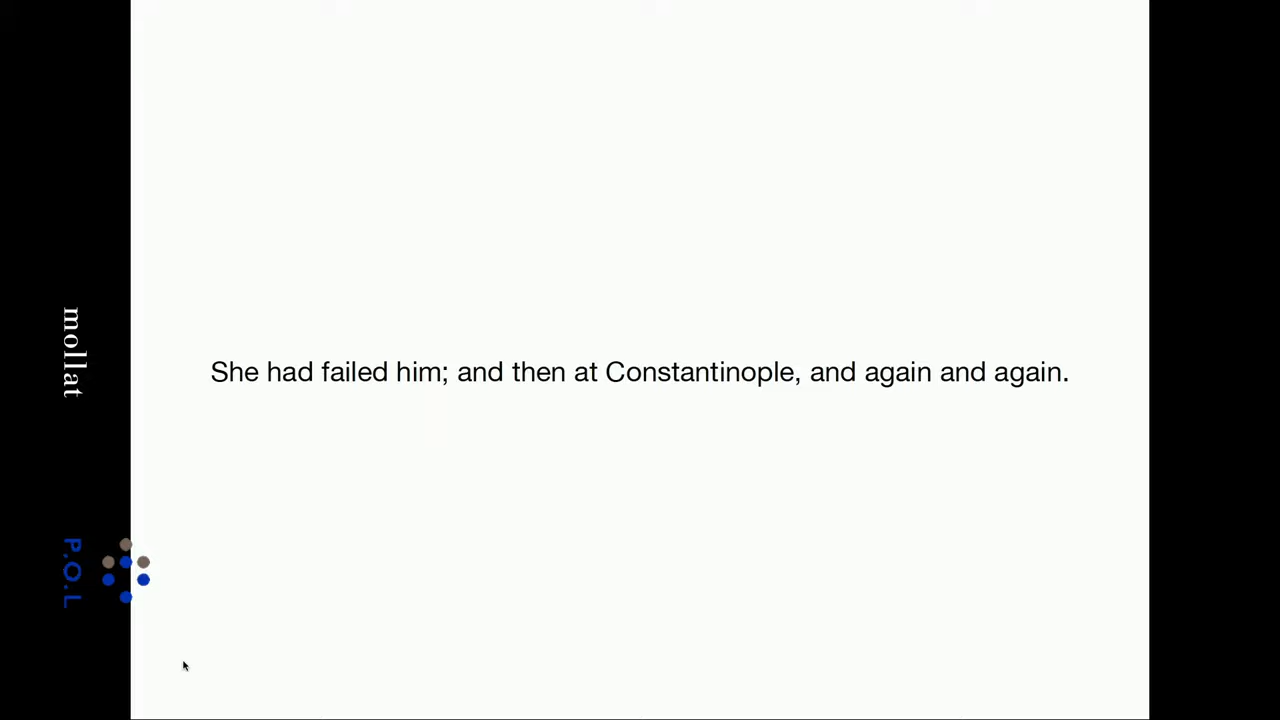 mollat
She had failed him; and then at Constantinople, and again and again.
P.O.L